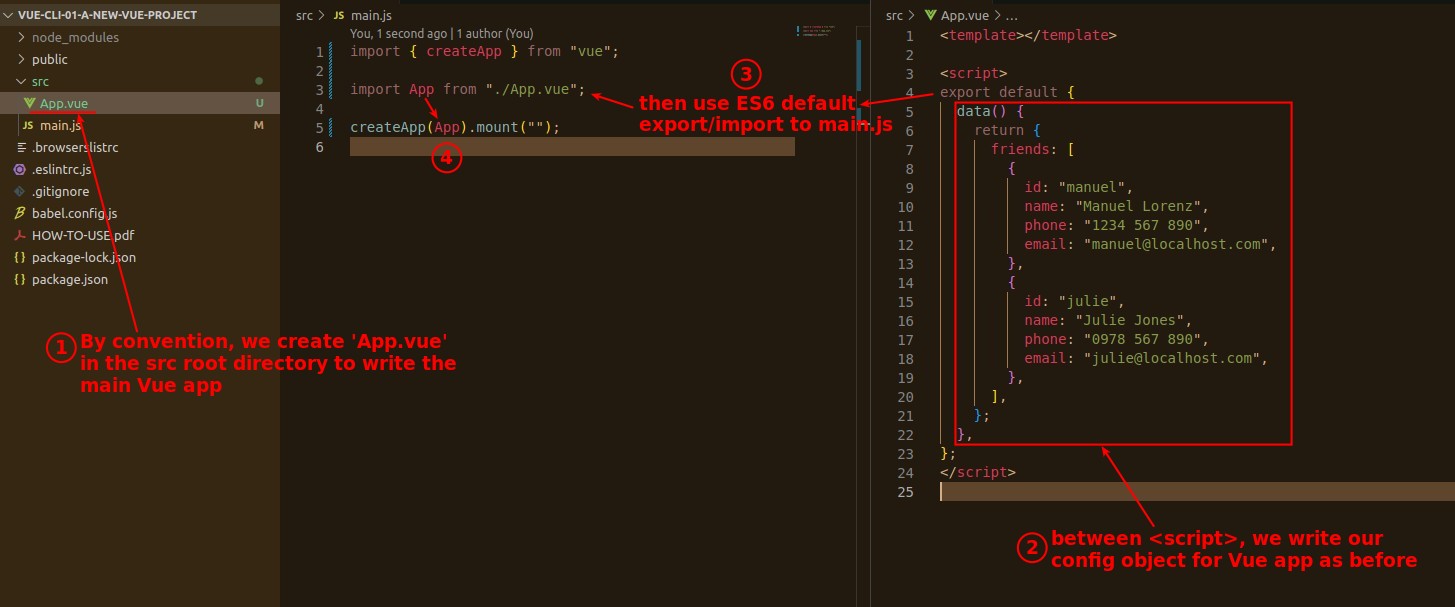 VUE-CLI-01-A-NEW-VUE-PROJECT
node_modules
public
src
App.vue U
JS main.js M
.browserslistrc
.eslintrc.js
.gitignore
babel.config.js
HOW-TO-USE.pdf
{} package-lock.json
{} package.json
① By convention, we create 'App.vue'
in the src root directory to write the
main Vue app
src > JS main.js
You, 1 second ago | 1 author (You)
1 import { createApp } from "vue";
2
3 import App from "./App.vue";
4
5 createApp(App).mount("");
6
③
then use ES6 default
export/import to main.js
④
src > App.vue > ...
1 <template></template>
2
3 <script>
4 export default {
5 data() {
6 return {
7 friends: [
8 {
9 id: "manuel",
10 name: "Manuel Lorenz",
11 phone: "1234 567 890",
12 email: "manuel@localhost.com",
13 },
14 {
15 id: "julie",
16 name: "Julie Jones",
17 phone: "0978 567 890",
18 email: "julie@localhost.com",
19 },
20 ],
21 };
22 },
23 };
24 </script>
25
② between <script>, we write our
config object for Vue app as before